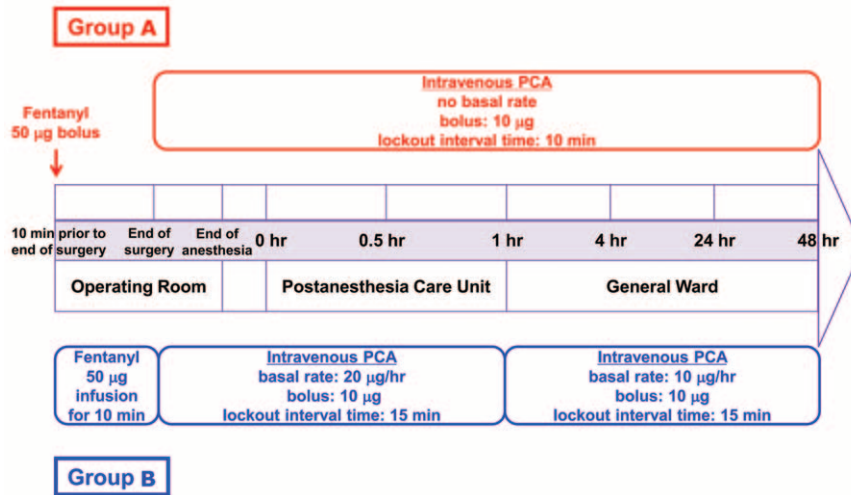 Group A
Intravenous PCA
no basal rate
bolus: 10 µg
lockout interval time: 10 min
Fentanyl
50 µg bolus
10 min prior to
end of surgery
End of
surgery
End of
anesthesia
0 hr
0.5 hr
1 hr
4 hr
24 hr
48 hr
Operating Room
Postanesthesia Care Unit
General Ward
Fentanyl
50 µg
infusion
for 10 min
Intravenous PCA
basal rate: 20 µg/hr
bolus: 10 µg
lockout interval time: 15 min
Intravenous PCA
basal rate: 10 µg/hr
bolus: 10 µg
lockout interval time: 15 min
Group B